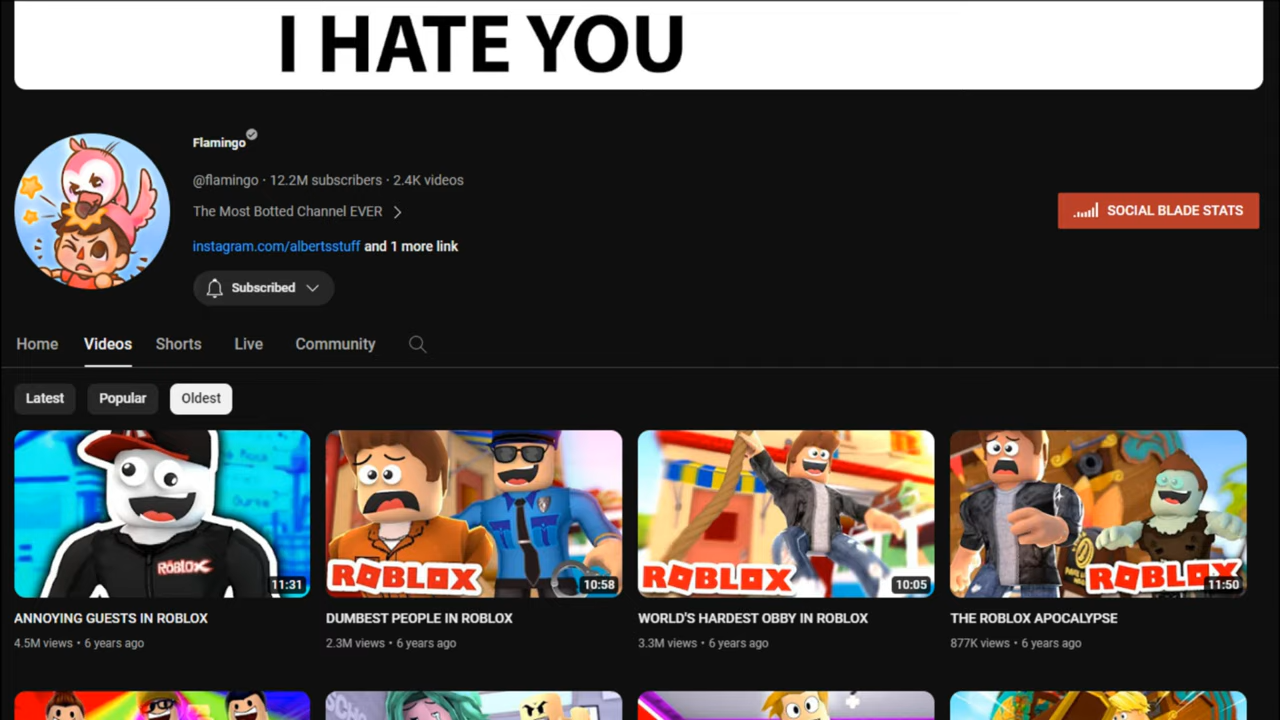 I HATE YOU
Flamingo
@flamingo · 12.2M subscribers · 2.4K videos
The Most Botted Channel EVER
SOCIAL BLADE STATS
instagram.com/albertsstuff and 1 more link
Subscribed
Home Videos Shorts Live Community
Latest Popular Oldest
ROBLOX
11:31
ROBLOX
10:58
ROBLOX
10:05
ROBLOX
11:50
ANNOYING GUESTS IN ROBLOX
4.5M views • 6 years ago
DUMBEST PEOPLE IN ROBLOX
2.3M views • 6 years ago
WORLD'S HARDEST OBBY IN ROBLOX
3.3M views • 6 years ago
THE ROBLOX APOCALYPSE
877K views • 6 years ago